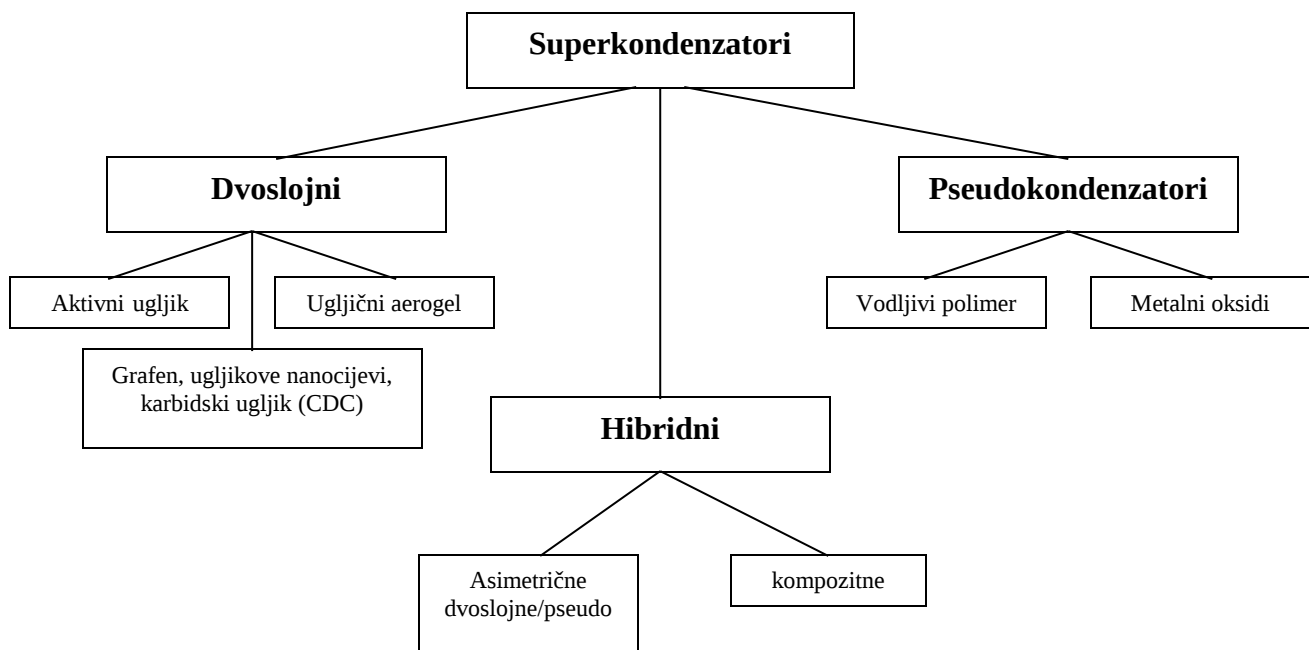 Superkondenzatori
Dvoslojni
Pseudokondenzatori
Aktivni ugljik
Ugljični aerogel
Vodljivi polimer
Metalni oksidi
Grafen, ugljikove nanocijevi,
karbidski ugljik (CDC)
Hibridni
Asimetrične
dvoslojne/pseudo
kompozitne